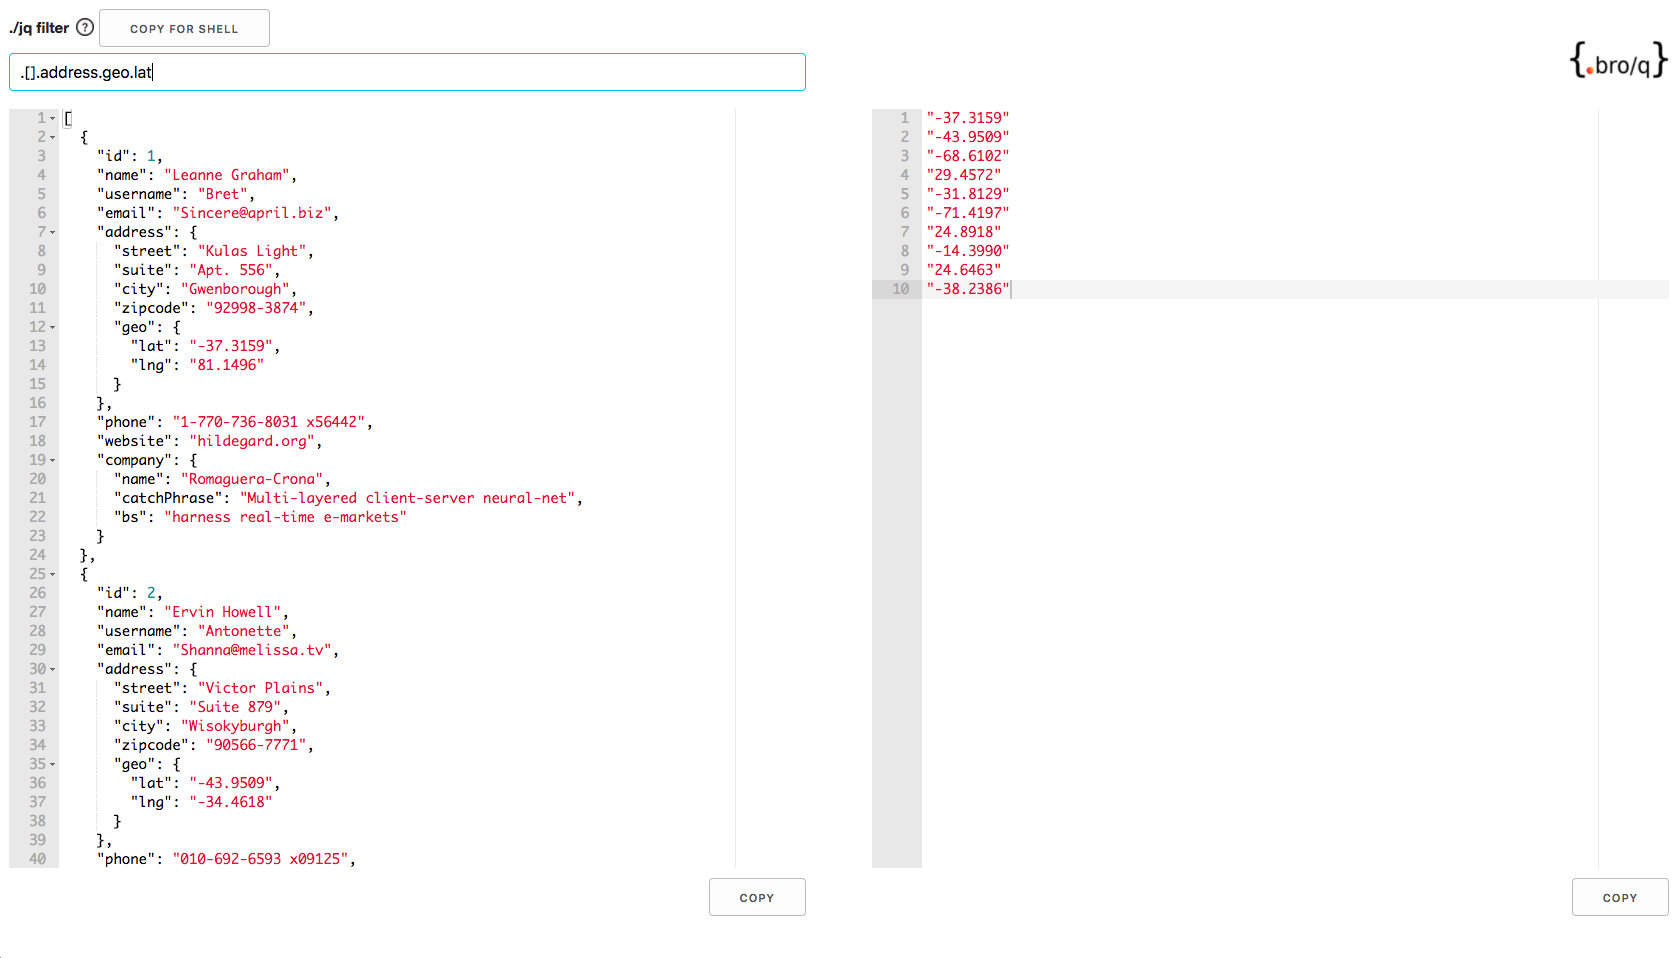 ./jq filter ? COPY FOR SHELL
.[].address.geo.lat
{.bro/q}
1 [
2 {
3 "id": 1,
4 "name": "Leanne Graham",
5 "username": "Bret",
6 "email": "Sincere@april.biz",
7 "address": {
8 "street": "Kulas Light",
9 "suite": "Apt. 556",
10 "city": "Gwenborough",
11 "zipcode": "92998-3874",
12 "geo": {
13 "lat": "-37.3159",
14 "lng": "81.1496"
15 }
16 },
17 "phone": "1-770-736-8031 x56442",
18 "website": "hildegard.org",
19 "company": {
20 "name": "Romaguera-Crona",
21 "catchPhrase": "Multi-layered client-server neural-net",
22 "bs": "harness real-time e-markets"
23 }
24 },
25 {
26 "id": 2,
27 "name": "Ervin Howell",
28 "username": "Antonette",
29 "email": "Shanna@melissa.tv",
30 "address": {
31 "street": "Victor Plains",
32 "suite": "Suite 879",
33 "city": "Wisokyburgh",
34 "zipcode": "90566-7771",
35 "geo": {
36 "lat": "-43.9509",
37 "lng": "-34.4618"
38 }
39 },
40 "phone": "010-692-6593 x09125",
COPY
1 "-37.3159"
2 "-43.9509"
3 "-68.6102"
4 "29.4572"
5 "-31.8129"
6 "-71.4197"
7 "24.8918"
8 "-14.3990"
9 "24.6463"
10 "-38.2386"
COPY